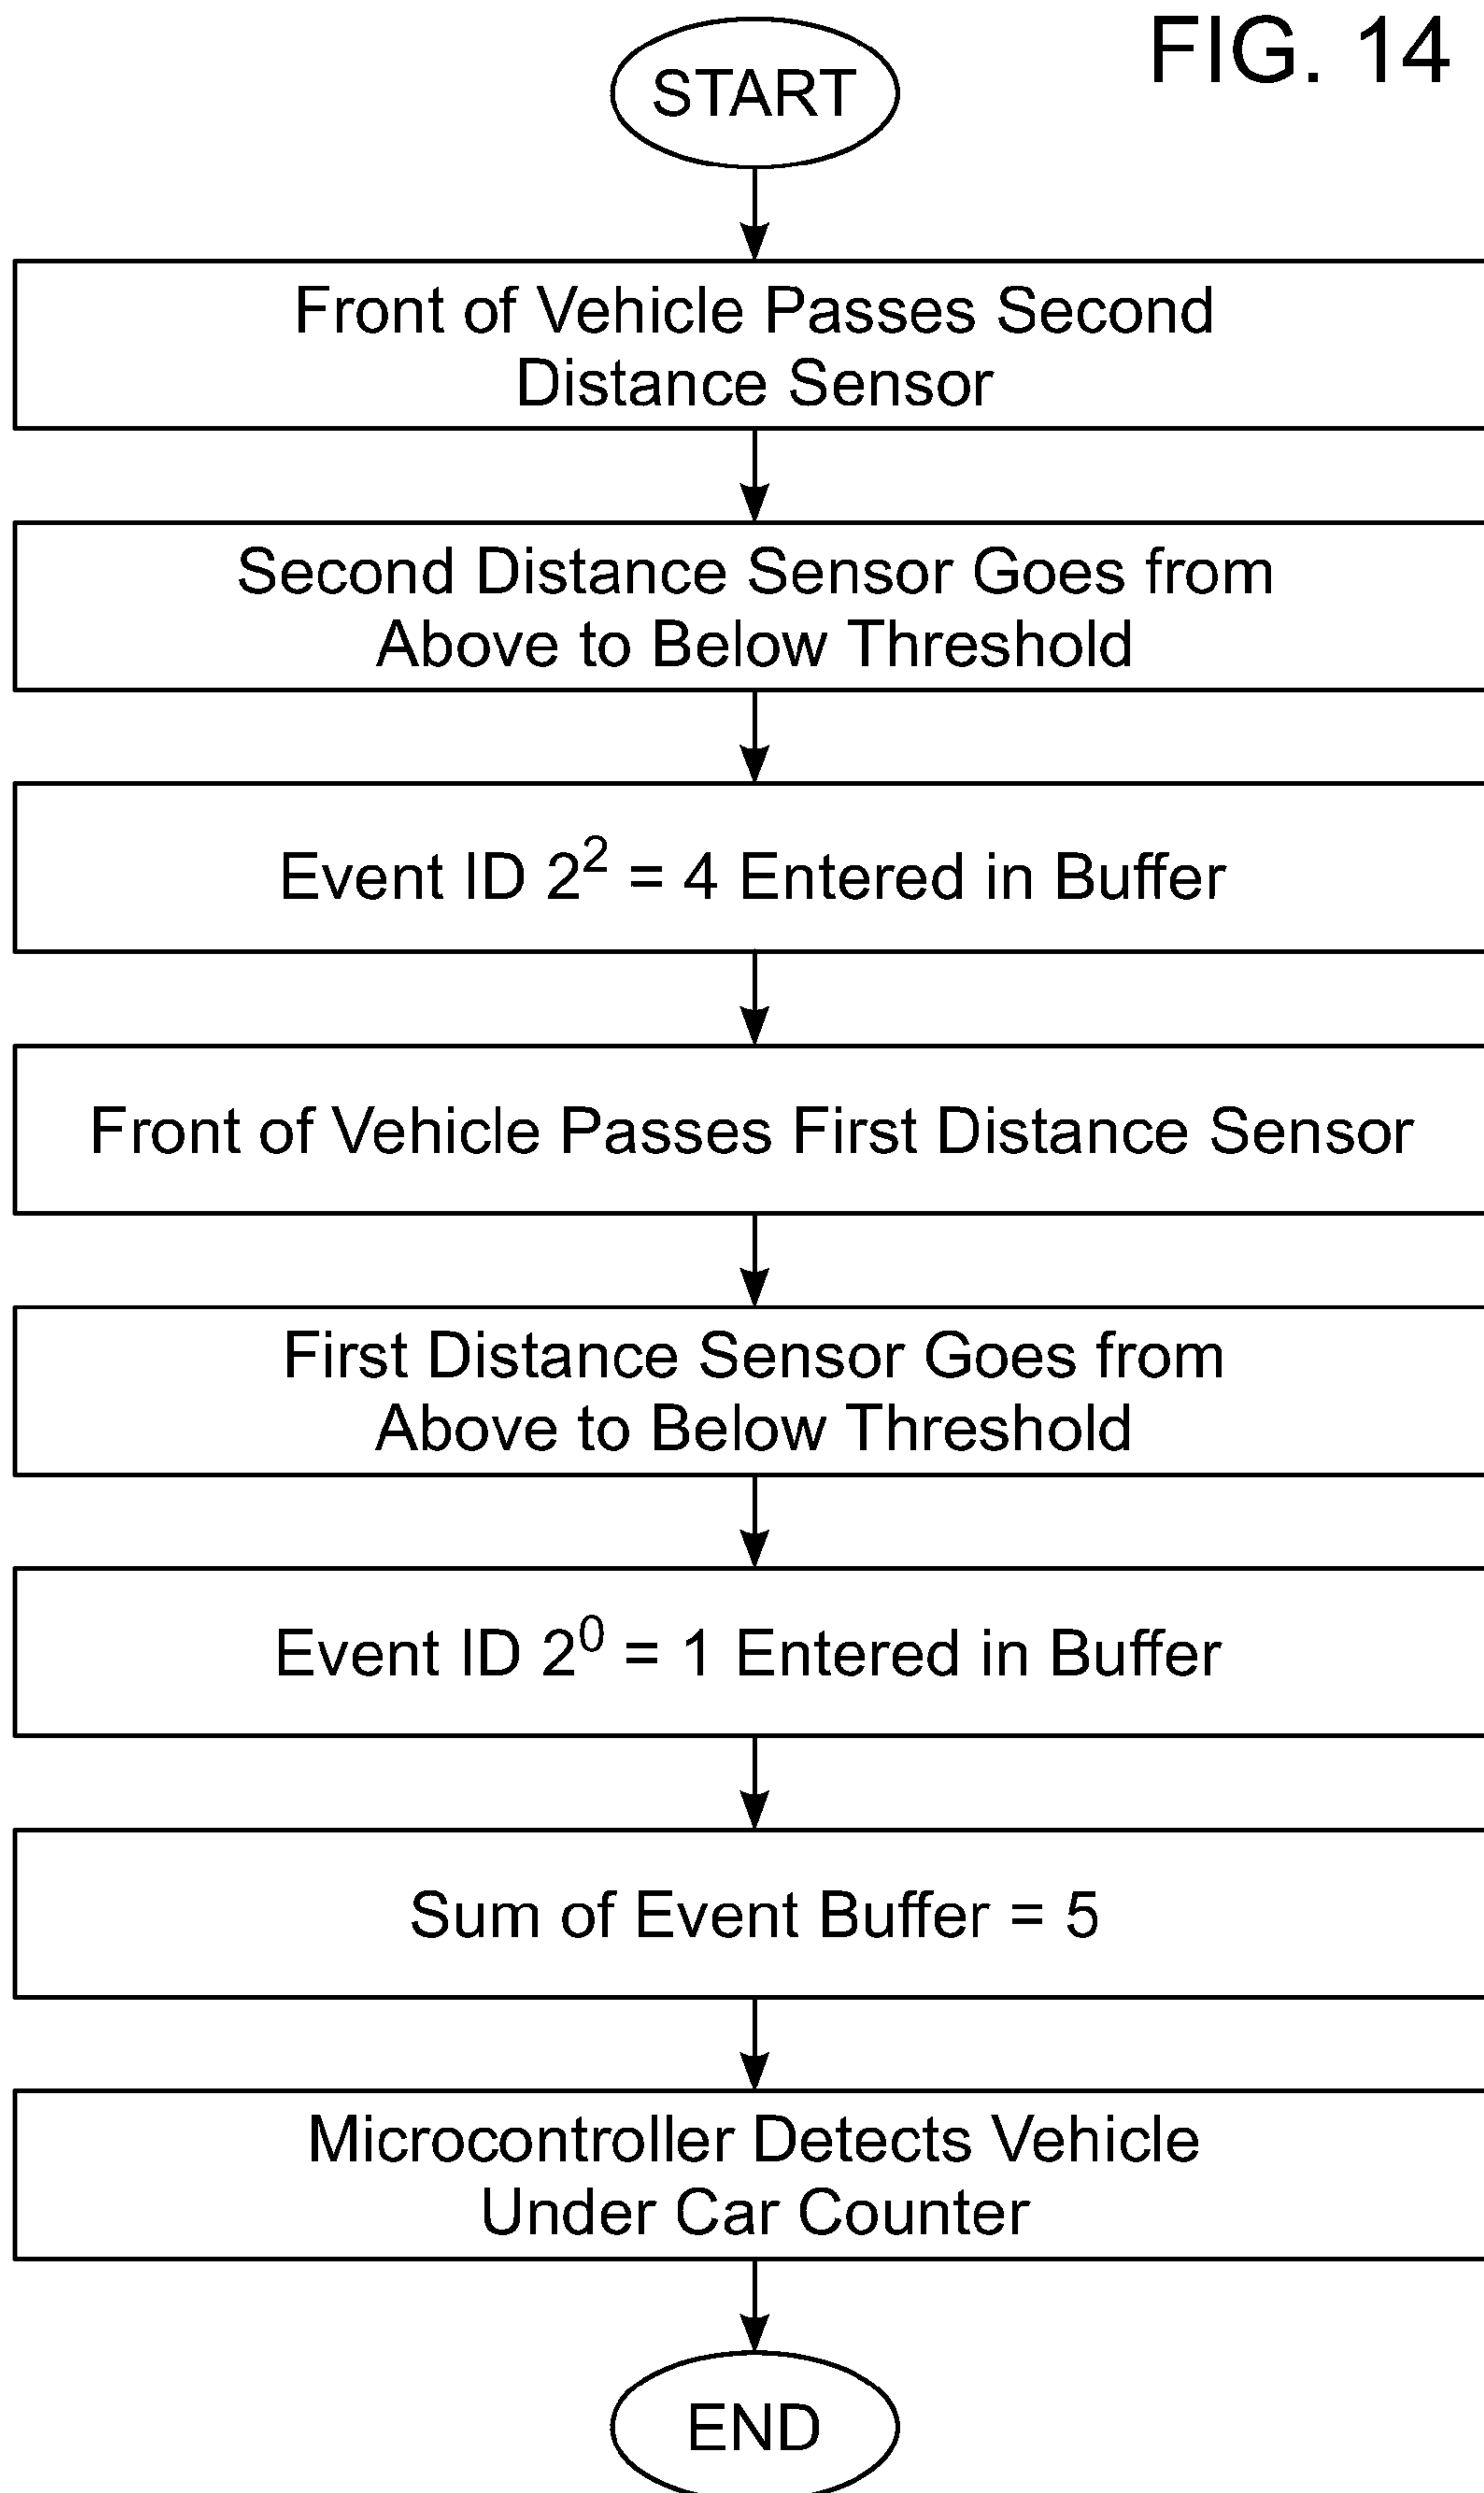 FIG. 14
START
Front of Vehicle Passes Second
Distance Sensor
Second Distance Sensor Goes from
Above to Below Threshold
Event ID 2² = 4 Entered in Buffer
Front of Vehicle Passes First Distance Sensor
First Distance Sensor Goes from
Above to Below Threshold
Event ID 2⁰ = 1 Entered in Buffer
Sum of Event Buffer = 5
Microcontroller Detects Vehicle
Under Car Counter
END